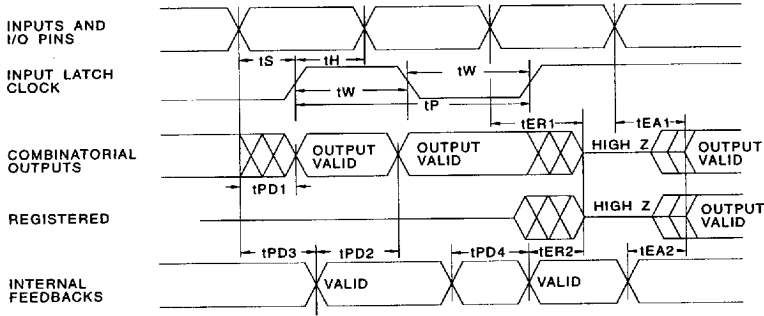 INPUTS AND
I/O PINS
tS tH
INPUT LATCH
CLOCK
tW
tW
tP
tER1 tEA1
COMBINATORIAL
OUTPUTS
OUTPUT
VALID
OUTPUT
VALID
HIGH Z
OUTPUT
VALID
tPD1
REGISTERED
HIGH Z
OUTPUT
VALID
tPD3 tPD2 tPD4 tER2 tEA2
INTERNAL
FEEDBACKS
VALID
VALID